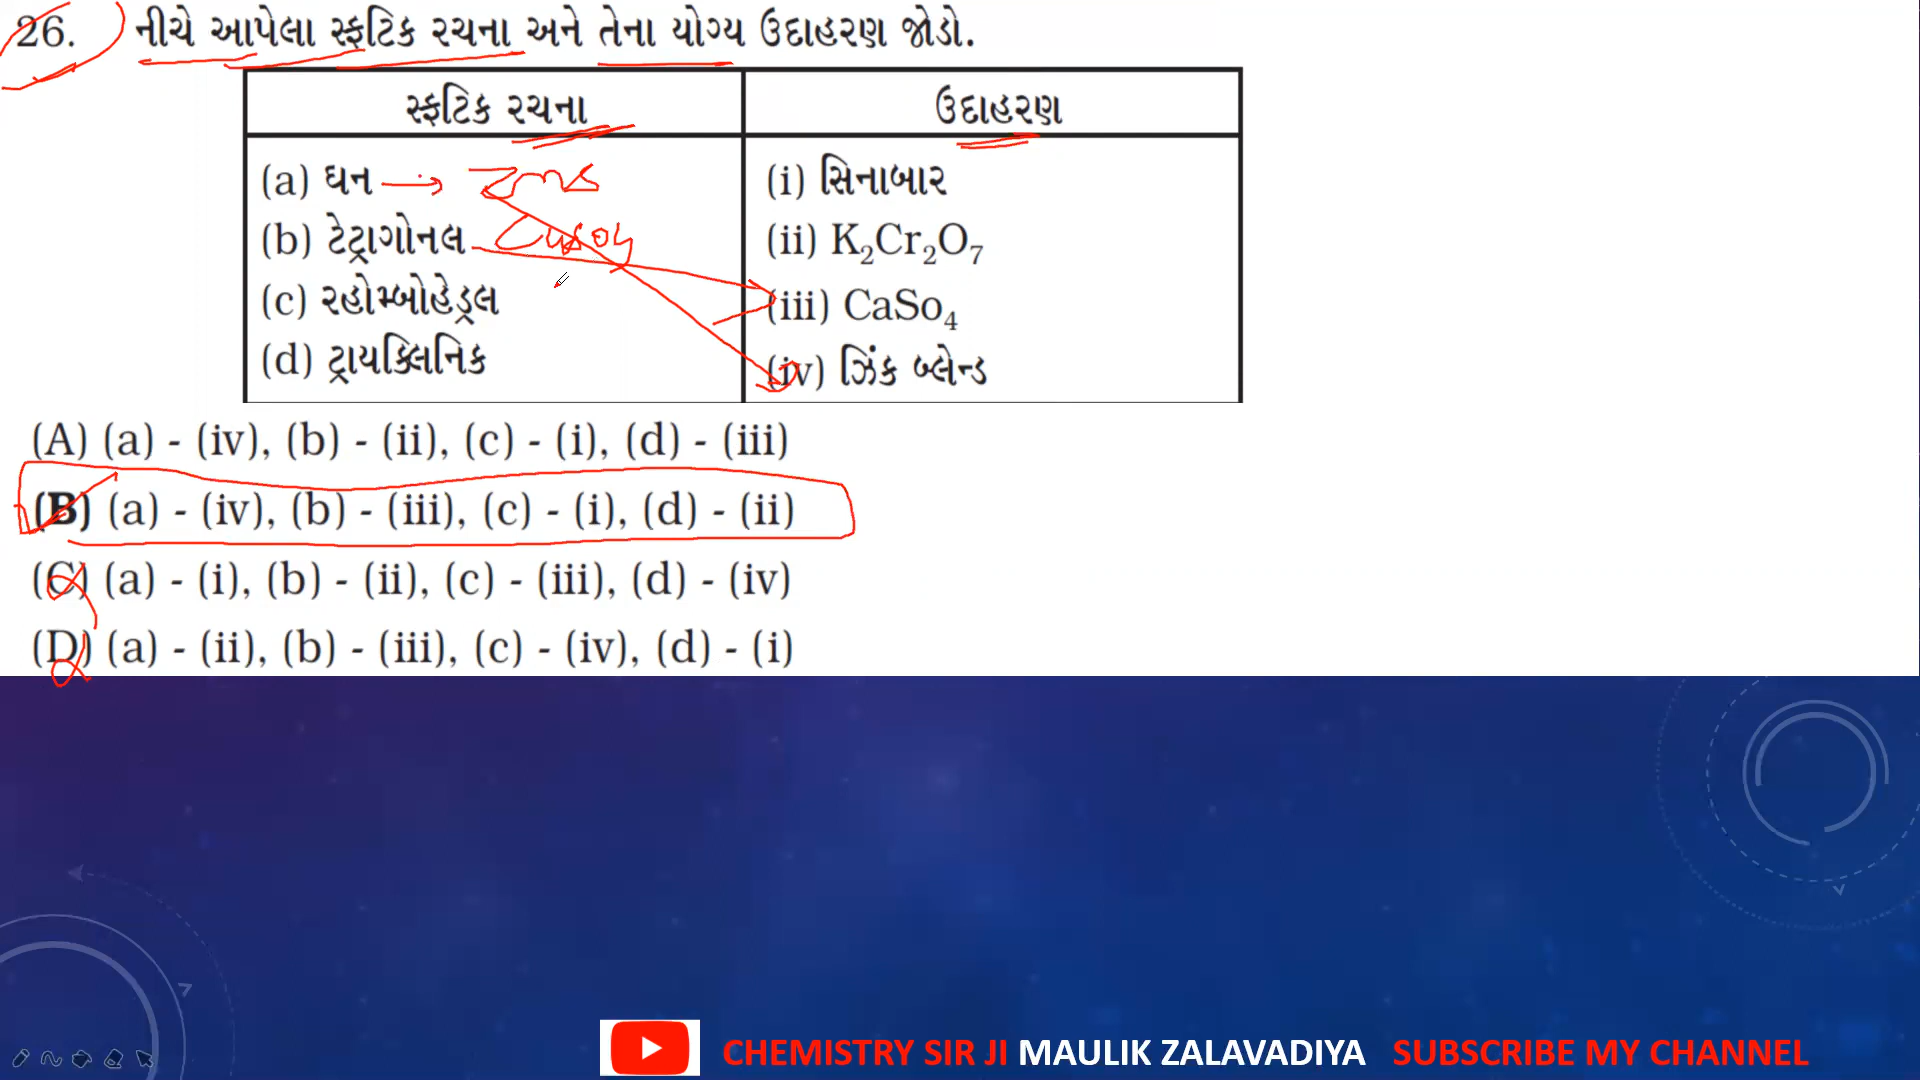 26. નીચે આપેલા સ્ફટિક રચના અને તેના યોગ્ય ઉદાહરણ જોડો.
સ્ફટિક રચના ઉદાહરણ
(a) ઘન → ZnS (i) સિનાબાર
(b) ટેટ્રાગોનલ CaSO4 (ii) K₂Cr₂O₇
(c) રહોમ્બોહેડ્રલ (iii) CaSo₄
(d) ટ્રાયક્લિનિક (iv) ઝિંક બ્લેન્ડ
(A) (a) - (iv), (b) - (ii), (c) - (i), (d) - (iii)
(B) (a) - (iv), (b) - (iii), (c) - (i), (d) - (ii)
(C) (a) - (i), (b) - (ii), (c) - (iii), (d) - (iv)
(D) (a) - (ii), (b) - (iii), (c) - (iv), (d) - (i)
CHEMISTRY SIR JI MAULIK ZALAVADIYA SUBSCRIBE MY CHANNEL